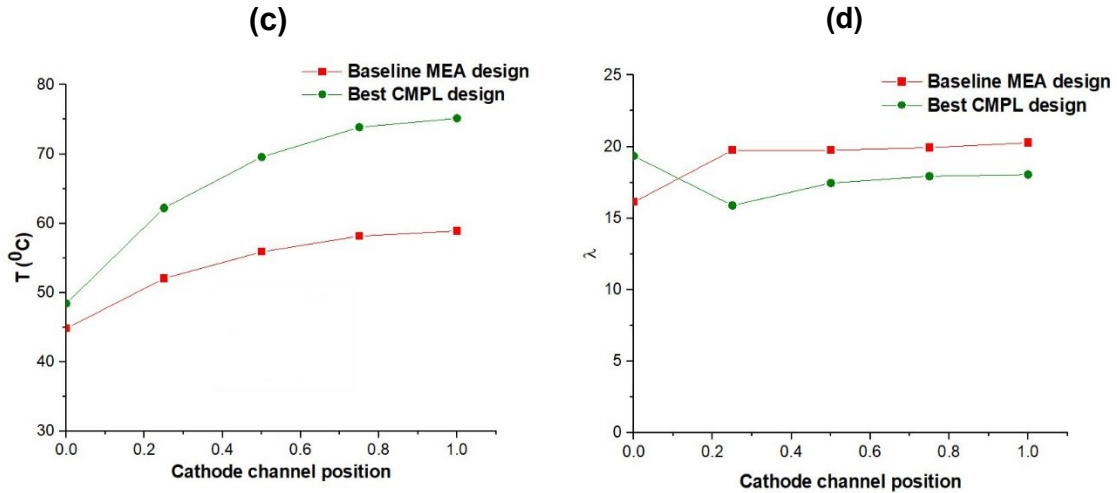 (c)
Baseline MEA design
Best CMPL design
80
70
60
50
40
30
T (⁰C)
0.0 0.2 0.4 0.6 0.8 1.0
Cathode channel position
(d)
Baseline MEA design
Best CMPL design
25
20
15
10
5
0
λ
0.0 0.2 0.4 0.6 0.8 1.0
Cathode channel position